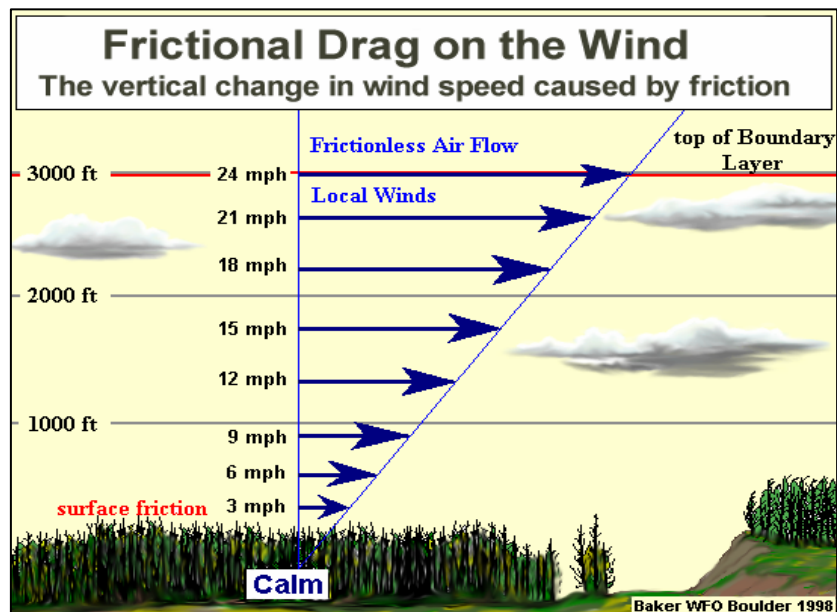 Frictional Drag on the Wind
The vertical change in wind speed caused by friction
Frictionless Air Flow
top of Boundary
Layer
3000 ft
24 mph
Local Winds
21 mph
18 mph
2000 ft
15 mph
12 mph
1000 ft
9 mph
6 mph
surface friction
3 mph
Calm
Baker WFO Boulder 1998